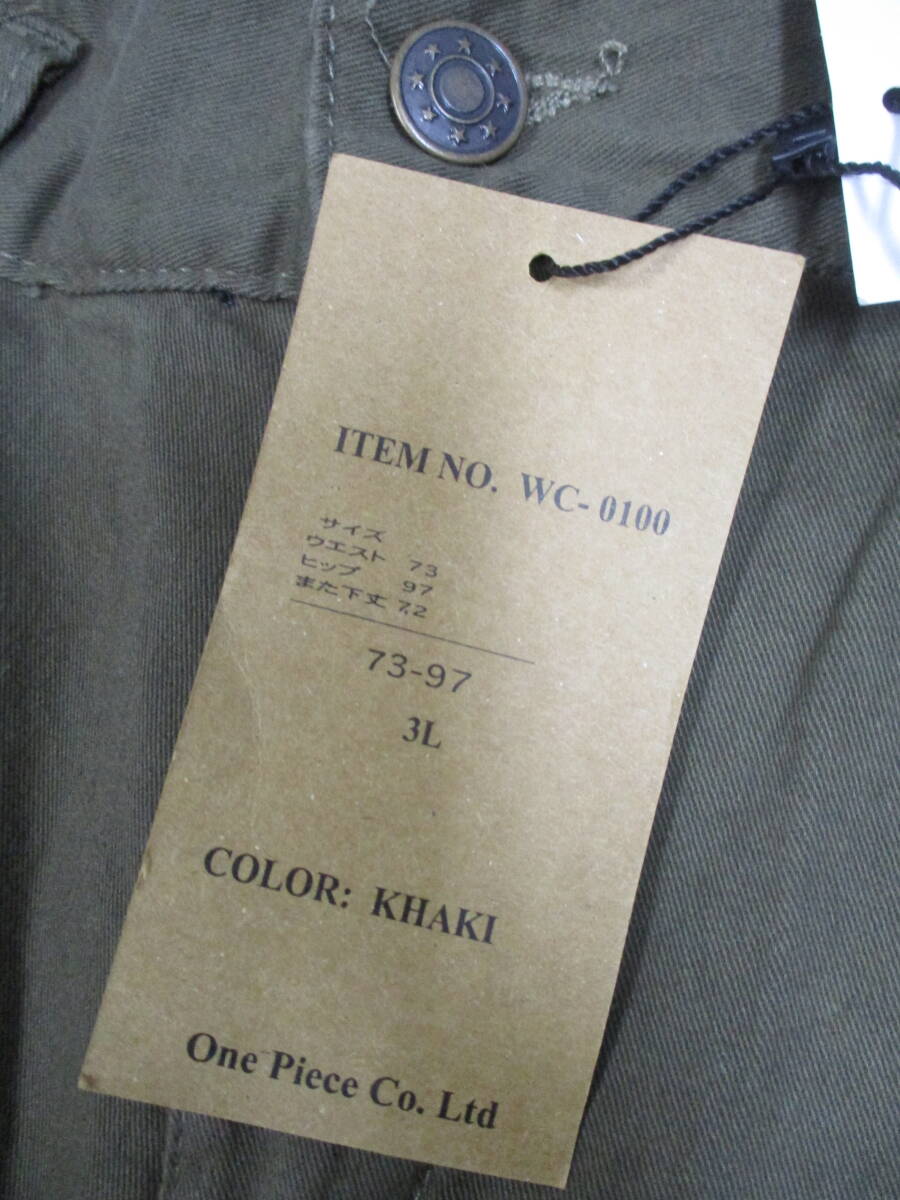 ITEM NO. WC- 0100
サイズ
ウエスト 73
ヒップ 97
また下丈 72
73-97
3L
COLOR: KHAKI
One Piece Co. Ltd